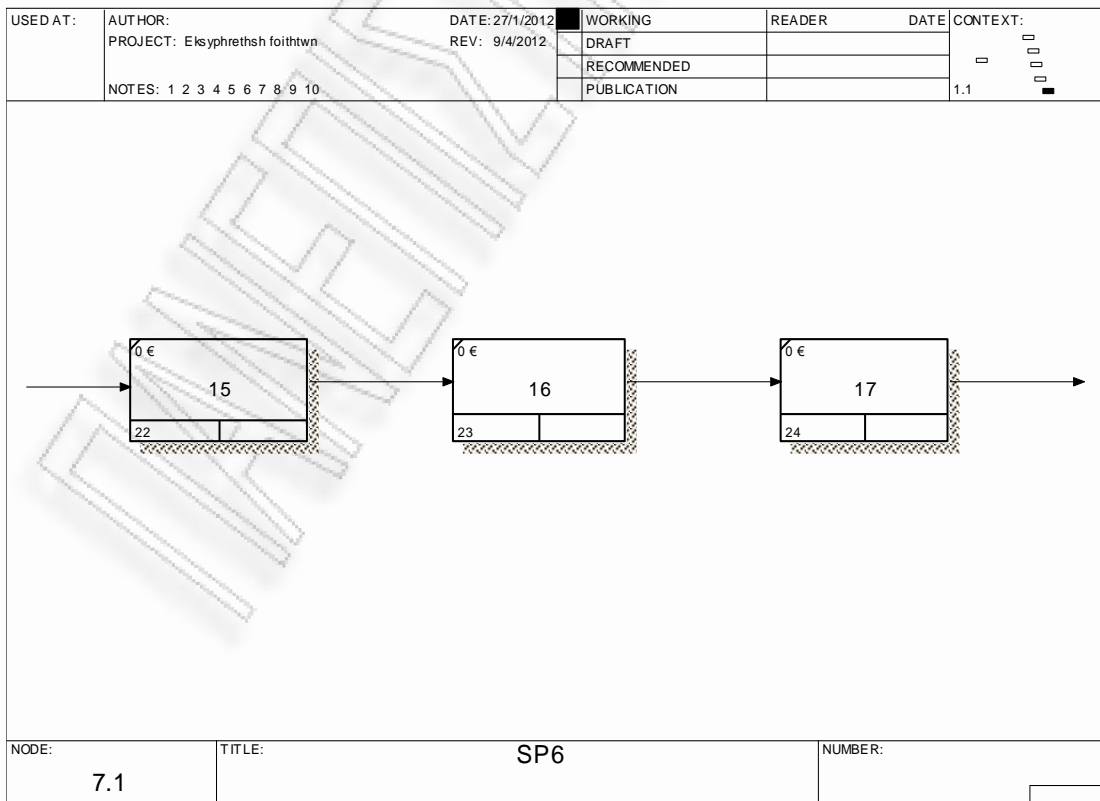 USED AT: AUTHOR: DATE: 27/1/2012 WORKING READER DATE CONTEXT:
PROJECT: Eksyphrethsh foithtwn REV: 9/4/2012 DRAFT
RECOMMENDED
NOTES: 1 2 3 4 5 6 7 8 9 10 PUBLICATION 1.1
0 € 0 € 0 €
15 16 17
22 23 24
NODE: TITLE: SP6 NUMBER:
7.1